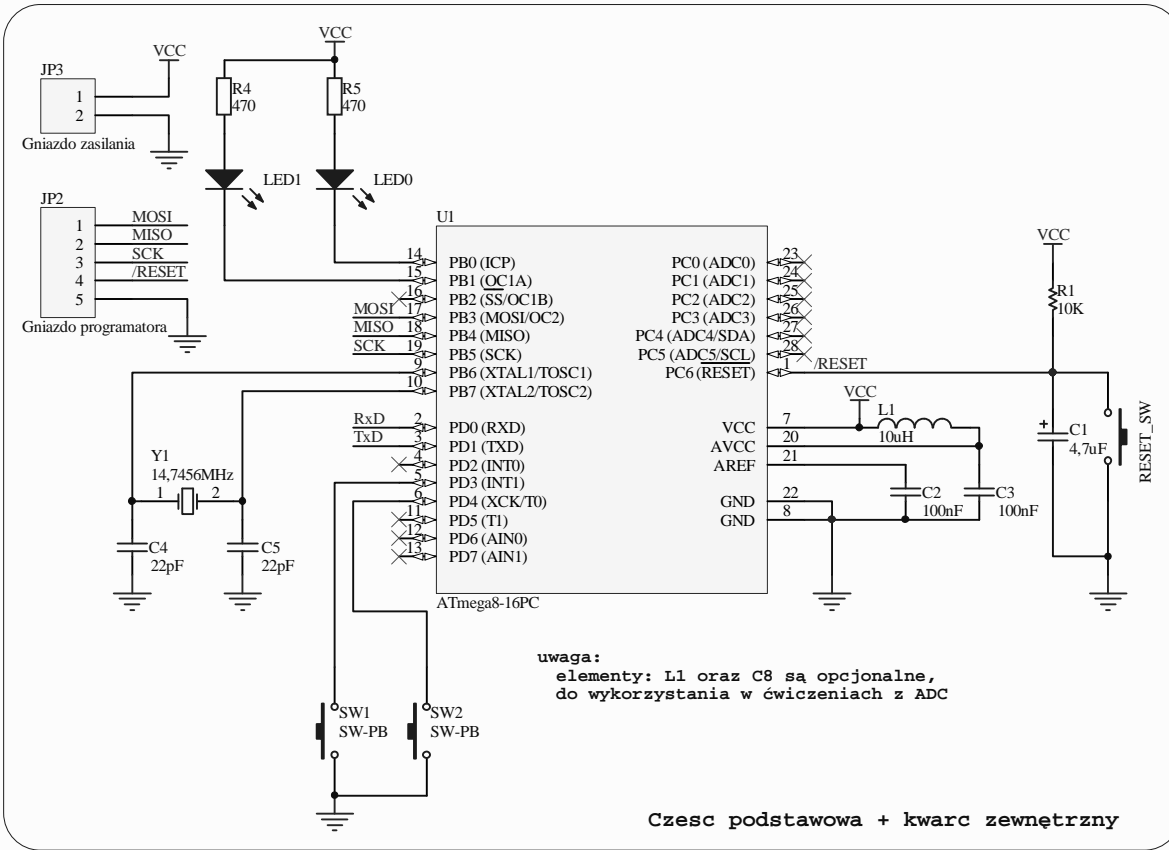 VCC
JP3
1
2
Gniazdo zasilania
JP2
1 MOSI
2 MISO
3 SCK
4 /RESET
5
Gniazdo programatora
VCC
R4
470
R5
470
LED1
LED0
U1
14 PB0 (ICP)
15 PB1 (OC1A)
16 PB2 (SS/OC1B)
MOSI 17 PB3 (MOSI/OC2)
MISO 18 PB4 (MISO)
SCK 19 PB5 (SCK)
9 PB6 (XTAL1/TOSC1)
10 PB7 (XTAL2/TOSC2)
RxD 2 PD0 (RXD)
TxD 3 PD1 (TXD)
4 PD2 (INT0)
5 PD3 (INT1)
6 PD4 (XCK/T0)
11 PD5 (T1)
12 PD6 (AIN0)
13 PD7 (AIN1)
PC0 (ADC0) 23
PC1 (ADC1) 24
PC2 (ADC2) 25
PC3 (ADC3) 26
PC4 (ADC4/SDA) 27
PC5 (ADC5/SCL) 28
PC6 (RESET) 1 /RESET
VCC 7
AVCC 20
AREF 21
GND 22
GND 8
ATmega8-16PC
Y1
14,7456MHz
1 2
C4
22pF
C5
22pF
VCC
L1
10uH
C2
100nF
C3
100nF
VCC
R1
10K
C1
4,7uF
+
RESET_SW
SW1
SW-PB
SW2
SW-PB
uwaga:
elementy: L1 oraz C8 są opcjonalne,
do wykorzystania w ćwiczeniach z ADC
Czesc podstawowa + kwarc zewnętrzny